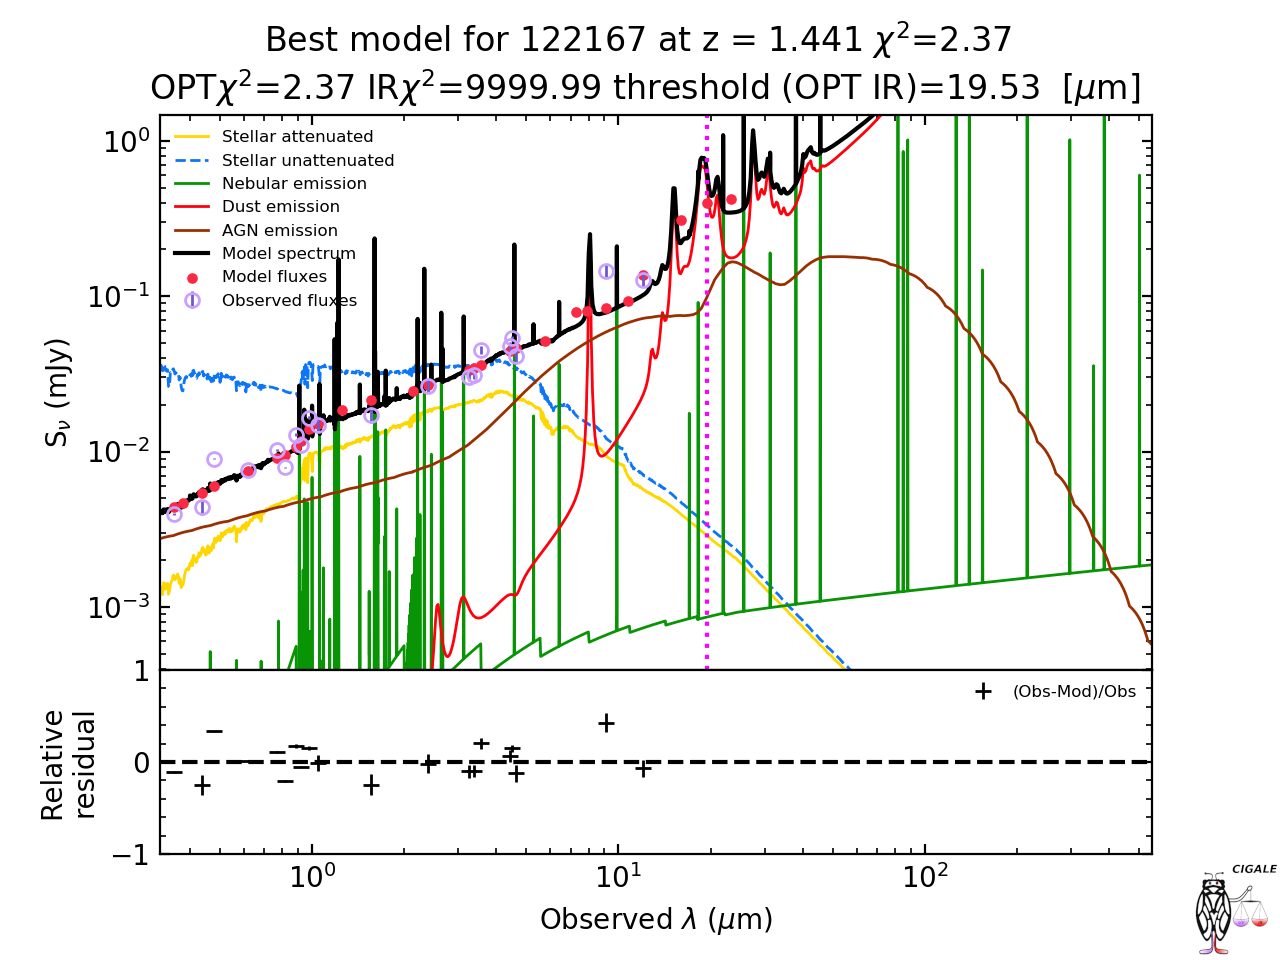 Best model for 122167 at z = 1.441 χ²=2.37
OPTχ²=2.37 IRχ²=9999.99 threshold (OPT IR)=19.53 [μm]
Stellar attenuated
Stellar unattenuated
Nebular emission
Dust emission
AGN emission
Model spectrum
Model fluxes
Observed fluxes
10⁰
10⁻¹
10⁻²
10⁻³
S_ν (mJy)
1
0
−1
Relative
residual
(Obs-Mod)/Obs
10⁰ 10¹ 10²
Observed λ (μm)
CIGALE